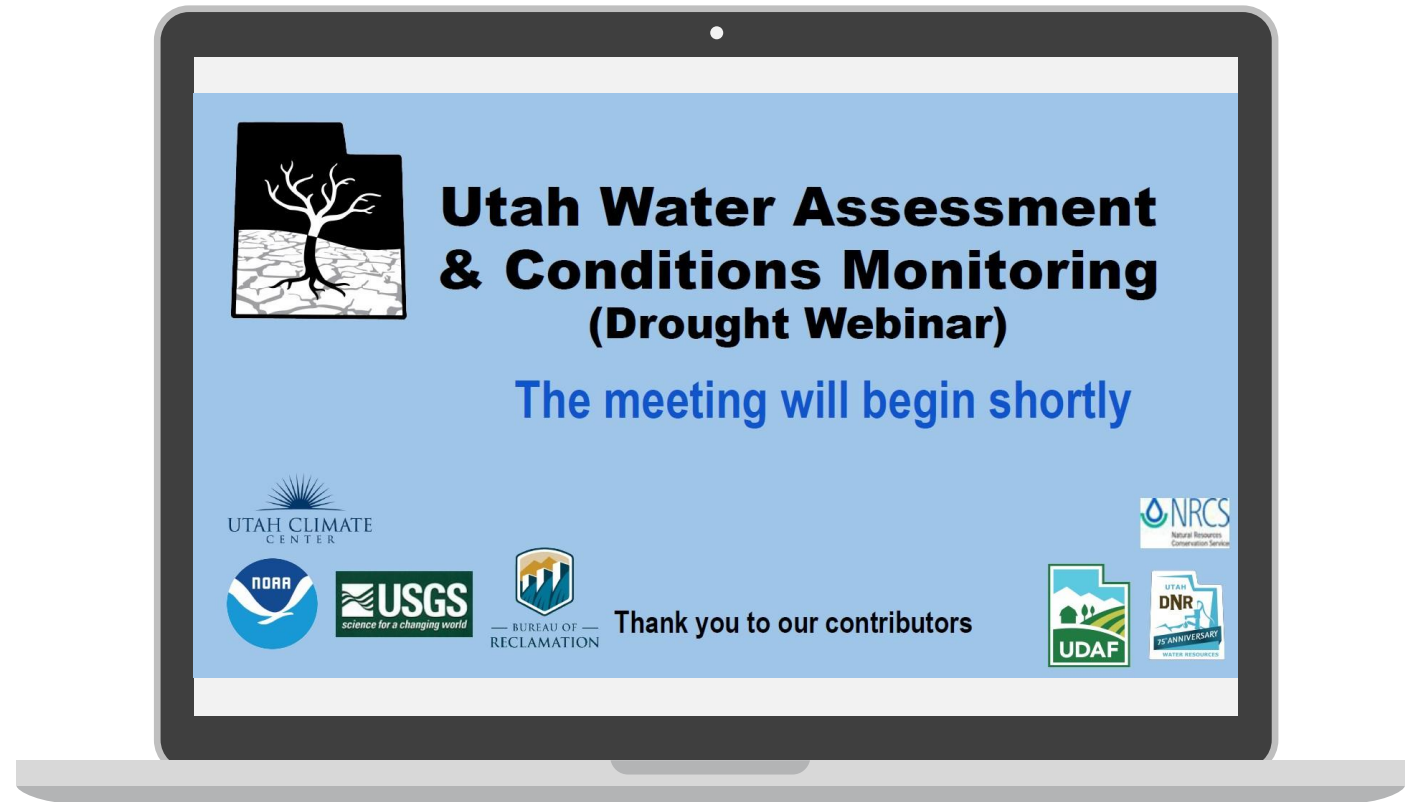 Utah Water Assessment
& Conditions Monitoring
(Drought Webinar)
The meeting will begin shortly
UTAH CLIMATE
CENTER
NRCS
Natural Resources
Conservation Service
NOAA
USGS
science for a changing world
BUREAU OF
RECLAMATION
Thank you to our contributors
UDAF
UTAH
DNR
75TH ANNIVERSARY
WATER RESOURCES